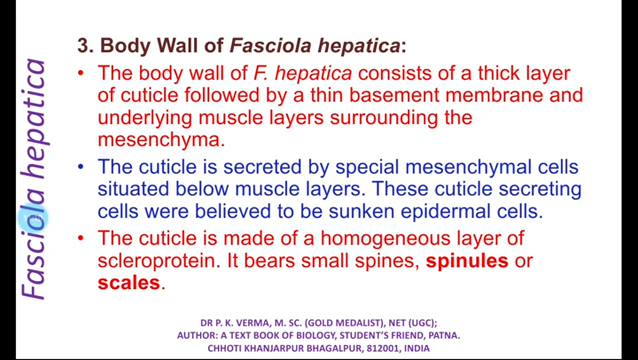 Fasciola hepatica
3. Body Wall of Fasciola hepatica:
• The body wall of F. hepatica consists of a thick layer
of cuticle followed by a thin basement membrane and
underlying muscle layers surrounding the
mesenchyma.
• The cuticle is secreted by special mesenchymal cells
situated below muscle layers. These cuticle secreting
cells were believed to be sunken epidermal cells.
• The cuticle is made of a homogeneous layer of
scleroprotein. It bears small spines, spinules or
scales.
DR P. K. VERMA, M. SC. (GOLD MEDALIST), NET (UGC);
AUTHOR: A TEXT BOOK OF BIOLOGY, STUDENT'S FRIEND, PATNA.
CHHOTI KHANJARPUR BHAGALPUR, 812001, INDIA